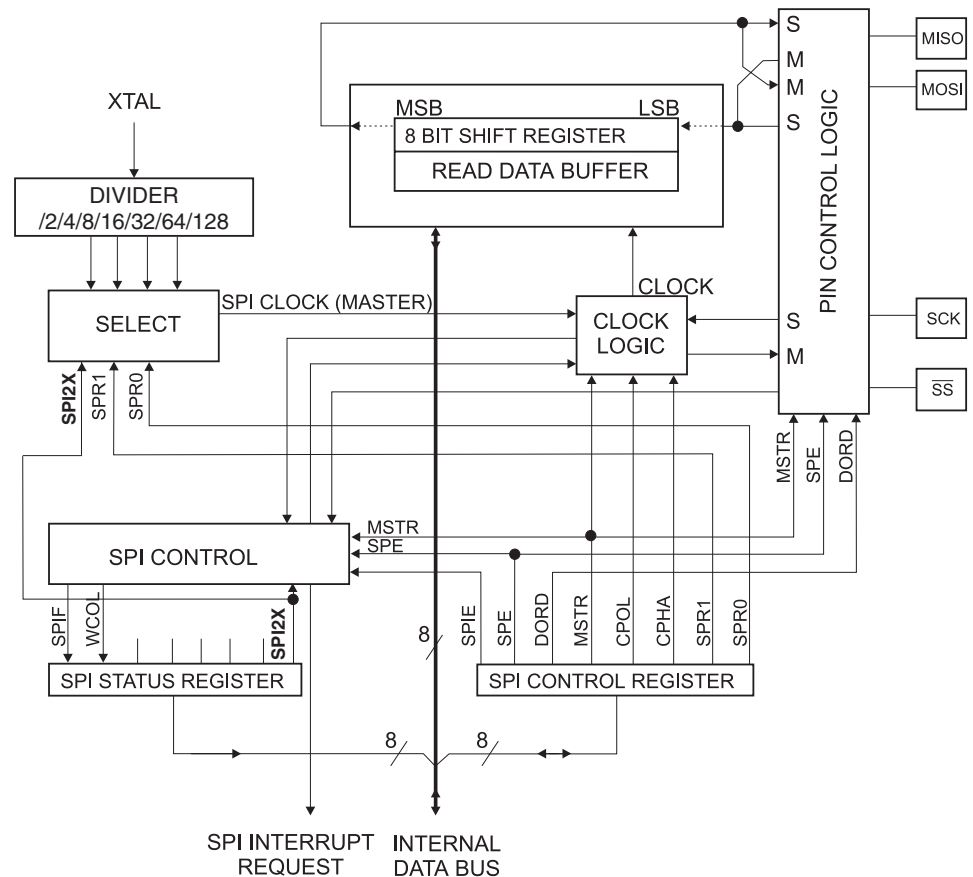 S
MISO
M
MOSI
M
XTAL
MSB
LSB
S
8 BIT SHIFT REGISTER
READ DATA BUFFER
DIVIDER
/2/4/8/16/32/64/128
PIN CONTROL LOGIC
CLOCK
SPI CLOCK (MASTER)
SELECT
CLOCK
LOGIC
S
SCK
M
SS
SPI2X
SPR1
SPR0
MSTR
SPE
DORD
MSTR
SPE
SPI CONTROL
SPIF
WCOL
SPI2X
8
SPIE
SPE
DORD
MSTR
CPOL
CPHA
SPR1
SPR0
SPI STATUS REGISTER
SPI CONTROL REGISTER
8
8
SPI INTERRUPT
REQUEST
INTERNAL
DATA BUS